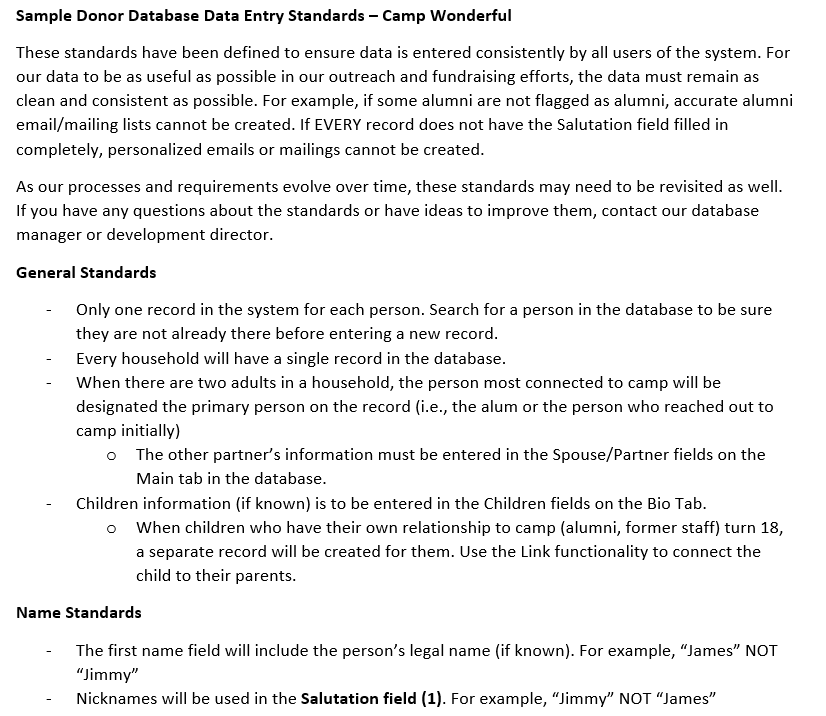 Sample Donor Database Data Entry Standards – Camp Wonderful
These standards have been defined to ensure data is entered consistently by all users of the system. For
our data to be as useful as possible in our outreach and fundraising efforts, the data must remain as
clean and consistent as possible. For example, if some alumni are not flagged as alumni, accurate alumni
email/mailing lists cannot be created. If EVERY record does not have the Salutation field filled in
completely, personalized emails or mailings cannot be created.
As our processes and requirements evolve over time, these standards may need to be revisited as well.
If you have any questions about the standards or have ideas to improve them, contact our database
manager or development director.
General Standards
- Only one record in the system for each person. Search for a person in the database to be sure
they are not already there before entering a new record.
- Every household will have a single record in the database.
- When there are two adults in a household, the person most connected to camp will be
designated the primary person on the record (i.e., the alum or the person who reached out to
camp initially)
o The other partner’s information must be entered in the Spouse/Partner fields on the
Main tab in the database.
- Children information (if known) is to be entered in the Children fields on the Bio Tab.
o When children who have their own relationship to camp (alumni, former staff) turn 18,
a separate record will be created for them. Use the Link functionality to connect the
child to their parents.
Name Standards
- The first name field will include the person’s legal name (if known). For example, “James” NOT
“Jimmy”
- Nicknames will be used in the Salutation field (1). For example, “Jimmy” NOT “James”